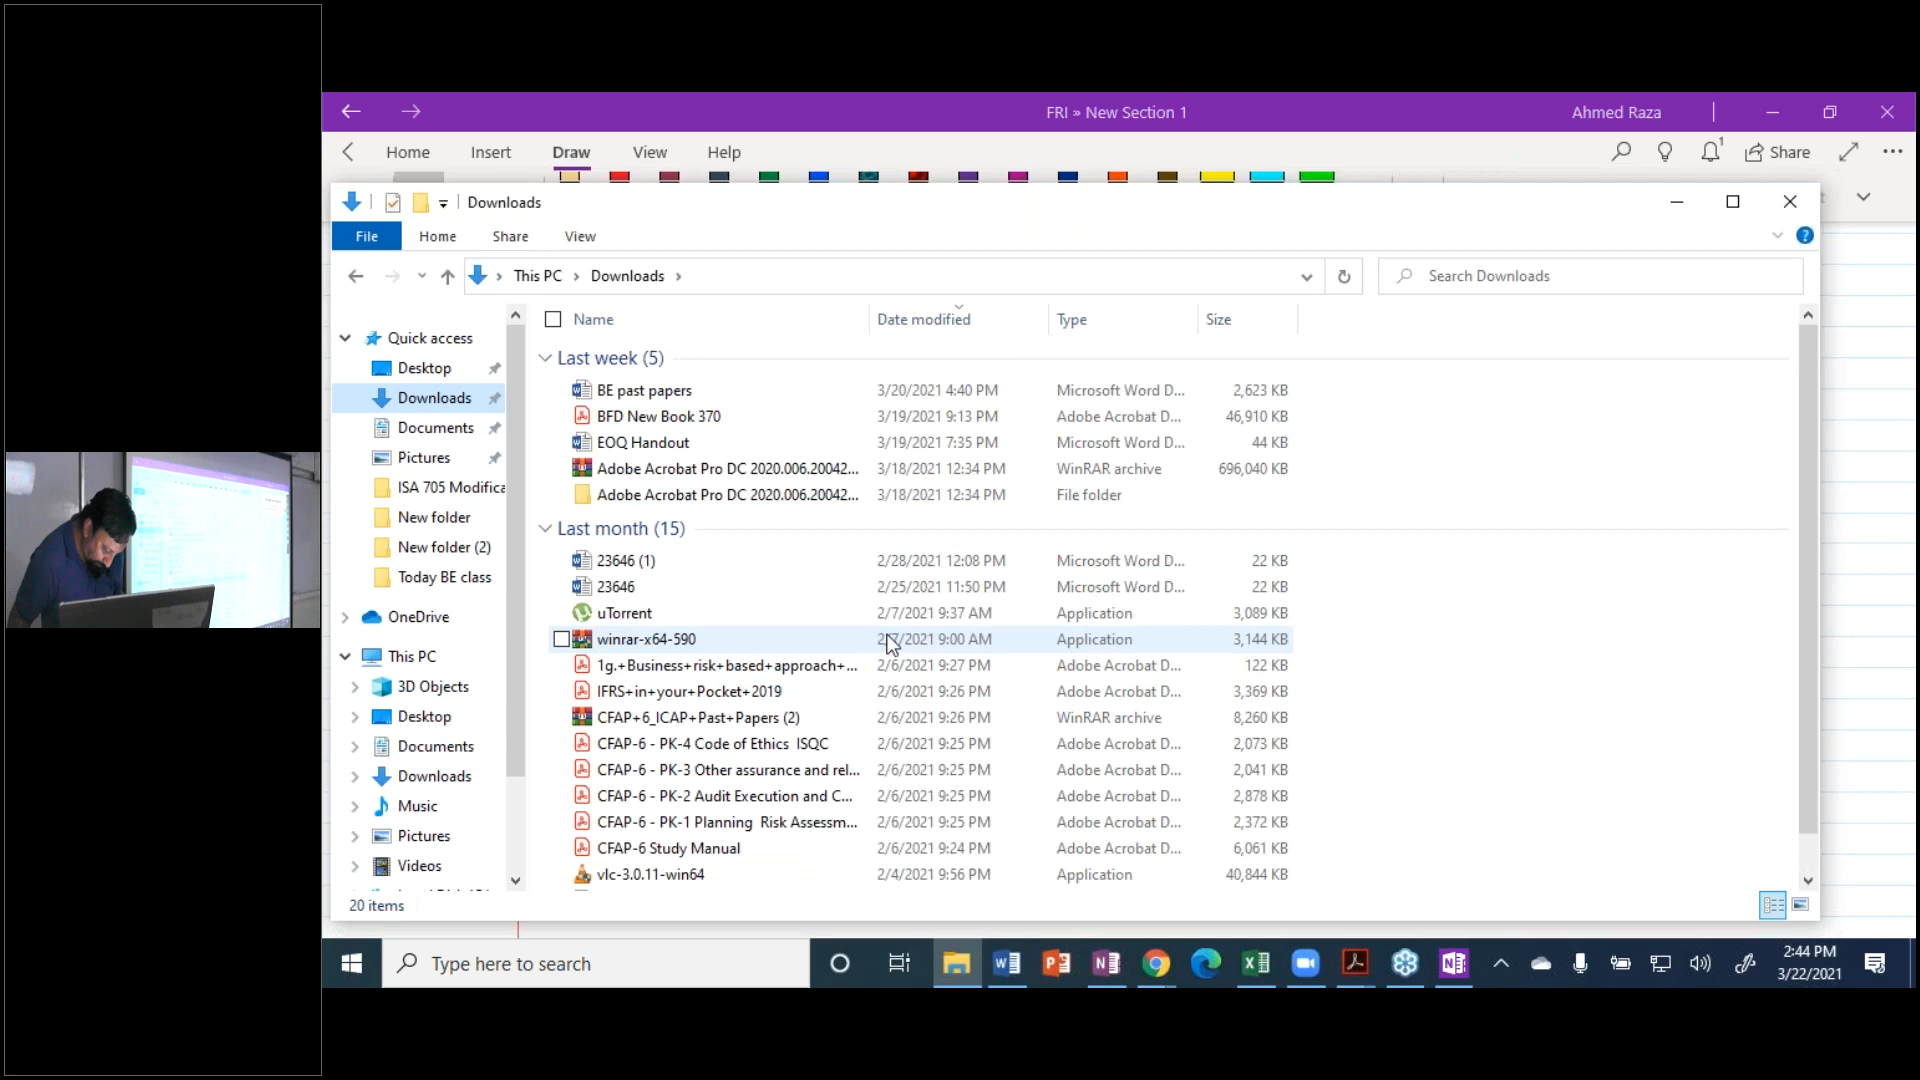 FRI » New Section 1
Ahmed Raza
Home Insert Draw View Help
1
Share
Downloads
File Home Share View
This PC Downloads
Search Downloads
Name Date modified Type Size
Quick access
Desktop
Downloads
Documents
Pictures
ISA 705 Modifica
New folder
New folder (2)
Today BE class
OneDrive
This PC
3D Objects
Desktop
Documents
Downloads
Music
Pictures
Videos
Last week (5)
BE past papers 3/20/2021 4:40 PM Microsoft Word D... 2,623 KB
BFD New Book 370 3/19/2021 9:13 PM Adobe Acrobat D... 46,910 KB
EOQ Handout 3/19/2021 7:35 PM Microsoft Word D... 44 KB
Adobe Acrobat Pro DC 2020.006.20042... 3/18/2021 12:34 PM WinRAR archive 696,040 KB
Adobe Acrobat Pro DC 2020.006.20042... 3/18/2021 12:34 PM File folder
Last month (15)
23646 (1) 2/28/2021 12:08 PM Microsoft Word D... 22 KB
23646 2/25/2021 11:50 PM Microsoft Word D... 22 KB
uTorrent 2/7/2021 9:37 AM Application 3,089 KB
winrar-x64-590 2/7/2021 9:00 AM Application 3,144 KB
1g.+Business+risk+based+approach+... 2/6/2021 9:27 PM Adobe Acrobat D... 122 KB
IFRS+in+your+Pocket+2019 2/6/2021 9:26 PM Adobe Acrobat D... 3,369 KB
CFAP+6_ICAP+Past+Papers (2) 2/6/2021 9:26 PM WinRAR archive 8,260 KB
CFAP-6 - PK-4 Code of Ethics ISQC 2/6/2021 9:25 PM Adobe Acrobat D... 2,073 KB
CFAP-6 - PK-3 Other assurance and rel... 2/6/2021 9:25 PM Adobe Acrobat D... 2,041 KB
CFAP-6 - PK-2 Audit Execution and C... 2/6/2021 9:25 PM Adobe Acrobat D... 2,878 KB
CFAP-6 - PK-1 Planning Risk Assessm... 2/6/2021 9:25 PM Adobe Acrobat D... 2,372 KB
CFAP-6 Study Manual 2/6/2021 9:24 PM Adobe Acrobat D... 6,061 KB
vlc-3.0.11-win64 2/4/2021 9:56 PM Application 40,844 KB
20 items
Type here to search
2:44 PM
3/22/2021